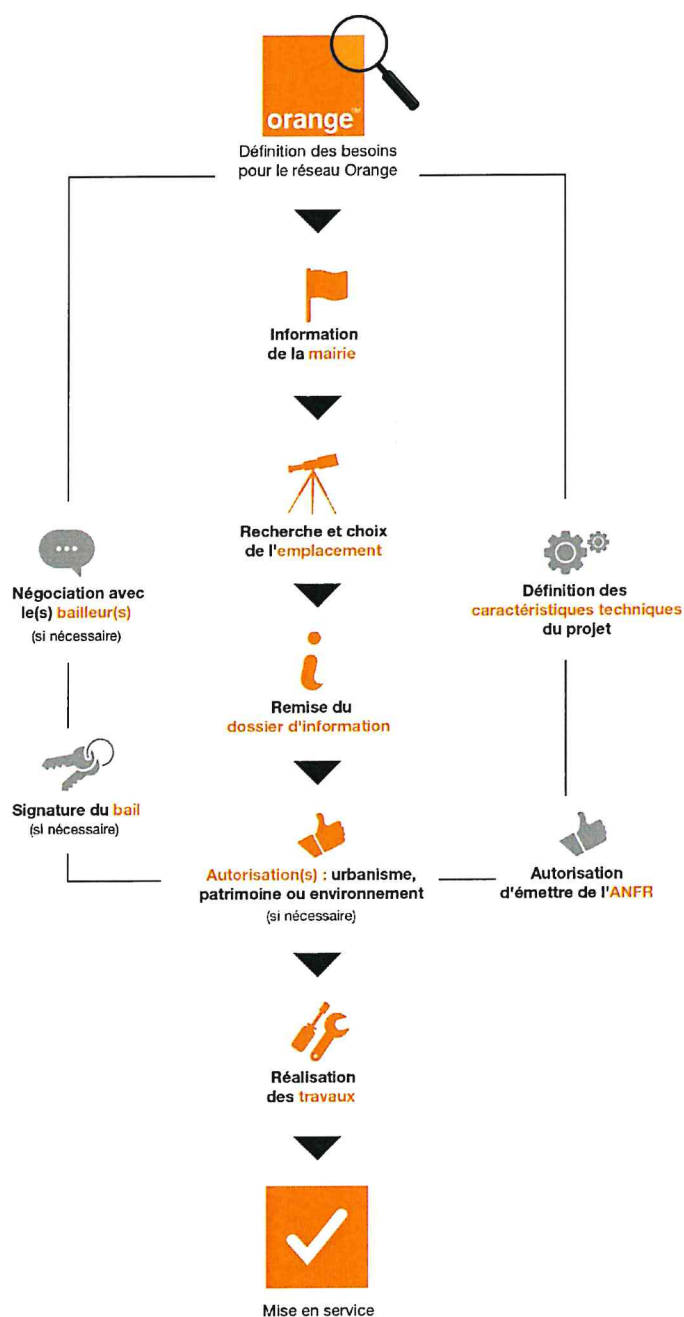 orange™
Définition des besoins
pour le réseau Orange
Information
de la mairie
Recherche et choix
de l'emplacement
Négociation avec
le(s) bailleur(s)
(si nécessaire)
Définition des
caractéristiques techniques
du projet
Remise du
dossier d'information
Signature du bail
(si nécessaire)
Autorisation(s) : urbanisme,
patrimoine ou environnement
(si nécessaire)
Autorisation
d'émettre de l'ANFR
Réalisation
des travaux
Mise en service